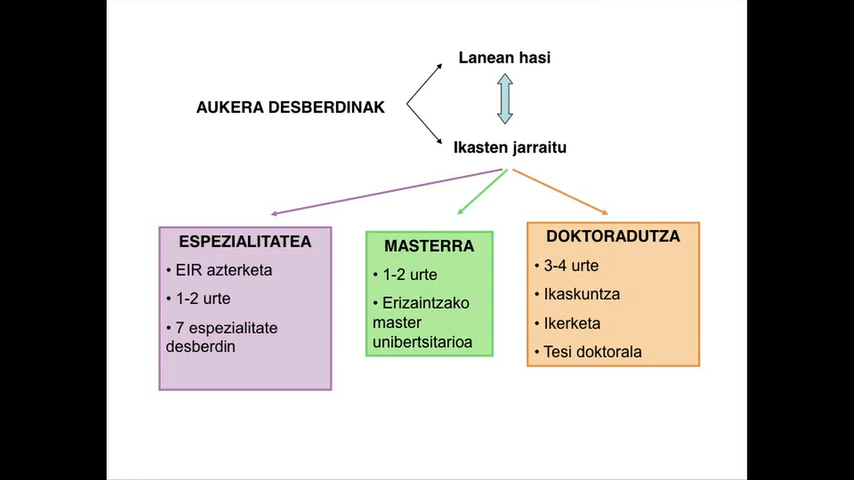 Lanean hasi
AUKERA DESBERDINAK
Ikasten jarraitu
ESPEZIALITATEA
• EIR azterketa
• 1-2 urte
• 7 espezialitate
desberdin
MASTERRA
• 1-2 urte
• Erizaintzako
master
unibertsitarioa
DOKTORADUTZA
• 3-4 urte
• Ikaskuntza
• Ikerketa
• Tesi doktorala